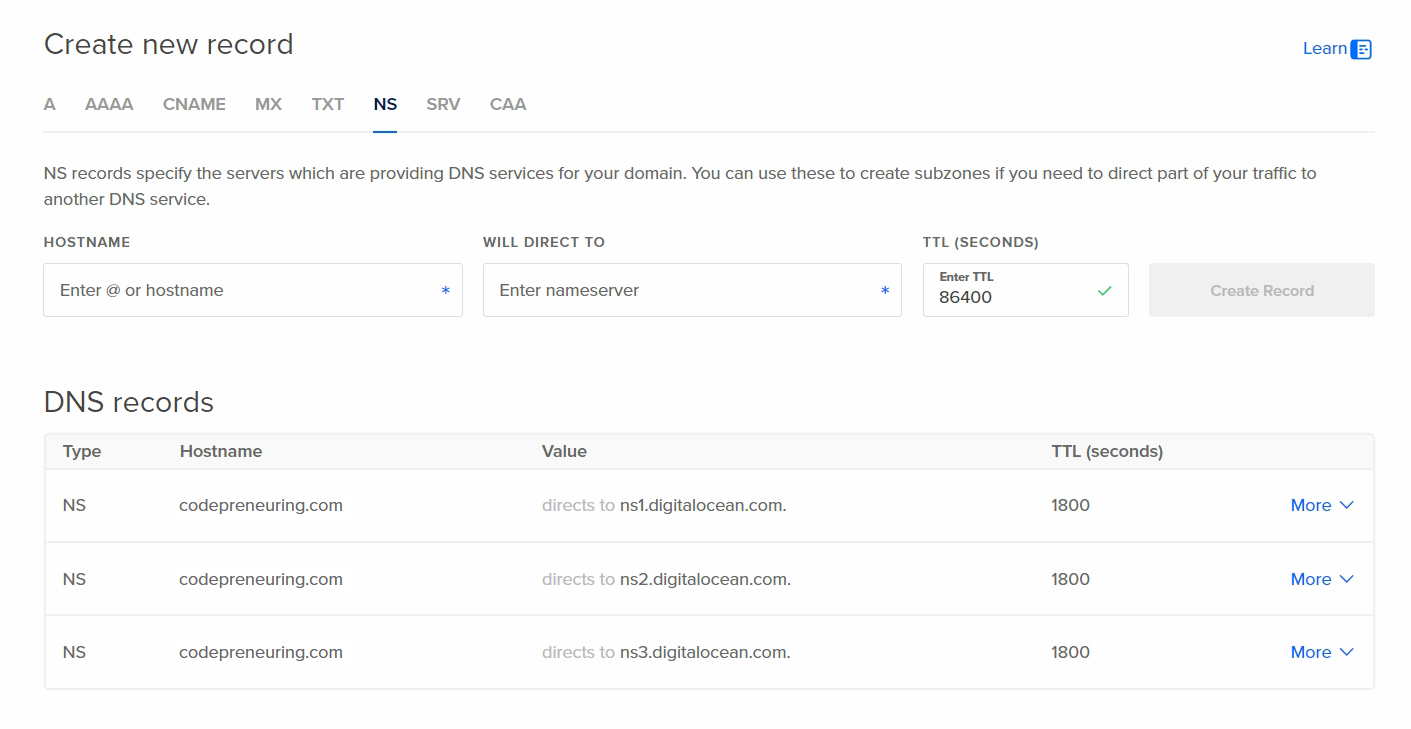 Create new record
Learn
A AAAA CNAME MX TXT NS SRV CAA
NS records specify the servers which are providing DNS services for your domain. You can use these to create subzones if you need to direct part of your traffic to
another DNS service.
HOSTNAME WILL DIRECT TO TTL (SECONDS)
Enter @ or hostname * Enter nameserver * Enter TTL
86400
Create Record
DNS records
Type Hostname Value TTL (seconds)
NS codepreneuring.com directs to ns1.digitalocean.com. 1800 More
NS codepreneuring.com directs to ns2.digitalocean.com. 1800 More
NS codepreneuring.com directs to ns3.digitalocean.com. 1800 More